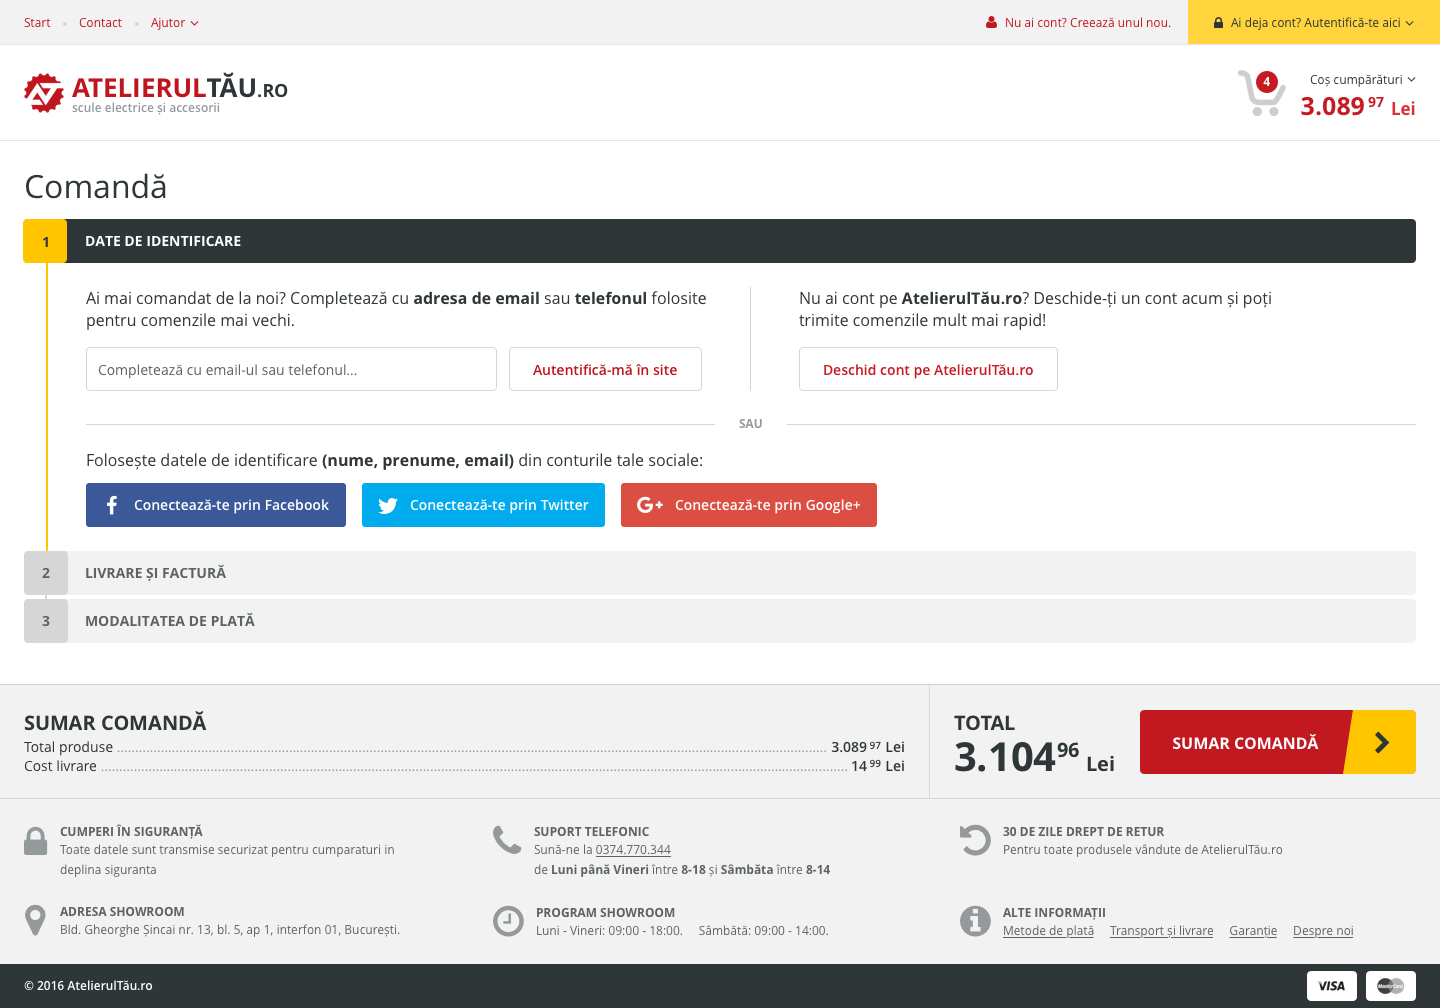 Start
Contact
Ajutor
Nu ai cont? Creează unul nou.
Ai deja cont? Autentifică-te aici
ATELIERULTĂU.RO
scule electrice și accesorii
4
Coș cumpărături
3.089 97 Lei
Comandă
1
DATE DE IDENTIFICARE
Ai mai comandat de la noi? Completează cu adresa de email sau telefonul folosite
pentru comenzile mai vechi.
Completează cu email-ul sau telefonul...
Autentifică-mă în site
Nu ai cont pe AtelierulTău.ro? Deschide-ți un cont acum și poți
trimite comenzile mult mai rapid!
Deschid cont pe AtelierulTău.ro
SAU
Folosește datele de identificare (nume, prenume, email) din conturile tale sociale:
Conectează-te prin Facebook
Conectează-te prin Twitter
G+ Conectează-te prin Google+
2
LIVRARE ȘI FACTURĂ
3
MODALITATEA DE PLATĂ
SUMAR COMANDĂ
Total produse 3.089 97 Lei
Cost livrare 14 99 Lei
TOTAL
3.104 96 Lei
SUMAR COMANDĂ
CUMPERI ÎN SIGURANȚĂ
Toate datele sunt transmise securizat pentru cumparaturi in
deplina siguranta
SUPORT TELEFONIC
Sună-ne la 0374.770.344
de Luni până Vineri între 8-18 și Sâmbăta între 8-14
30 DE ZILE DREPT DE RETUR
Pentru toate produsele vândute de AtelierulTău.ro
ADRESA SHOWROOM
Bld. Gheorghe Șincai nr. 13, bl. 5, ap 1, interfon 01, București.
PROGRAM SHOWROOM
Luni - Vineri: 09:00 - 18:00. Sâmbătă: 09:00 - 14:00.
ALTE INFORMAȚII
Metode de plată Transport și livrare Garanție Despre noi
© 2016 AtelierulTău.ro
VISA
MasterCard